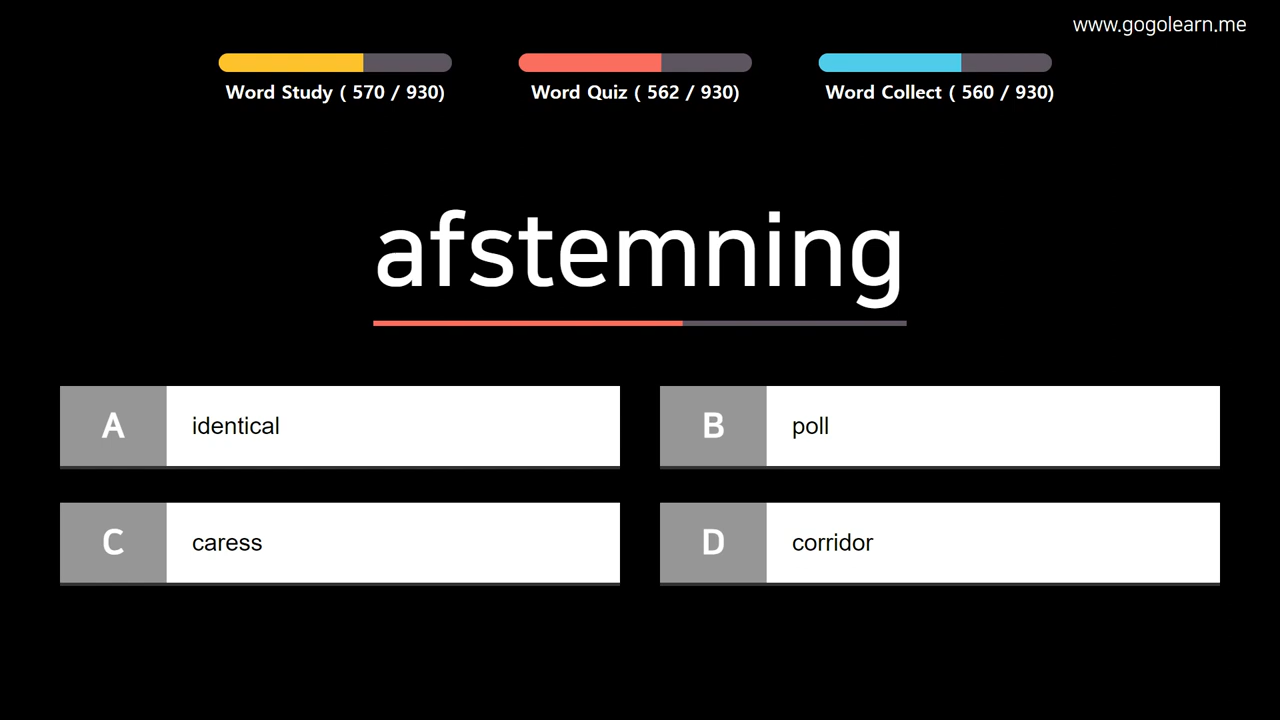 www.gogolearn.me
Word Study ( 570 / 930)
Word Quiz ( 562 / 930)
Word Collect ( 560 / 930)
afstemning
A identical
B poll
C caress
D corridor